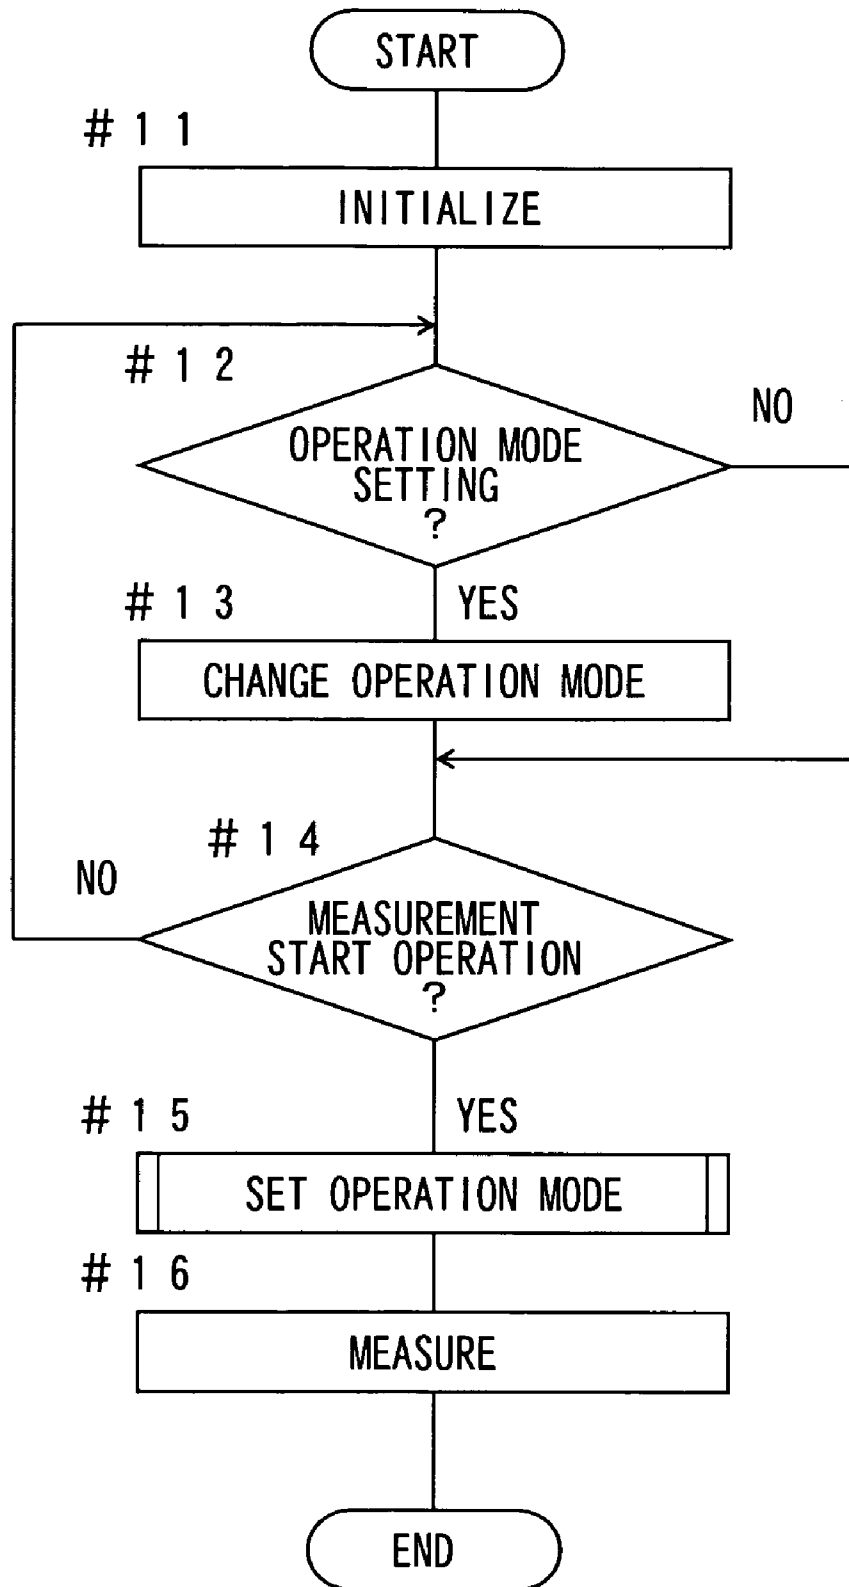 START
#11
INITIALIZE
#12
NO
OPERATION MODE
SETTING
?
#13
YES
CHANGE OPERATION MODE
#14
NO
MEASUREMENT
START OPERATION
?
#15
YES
SET OPERATION MODE
#16
MEASURE
END